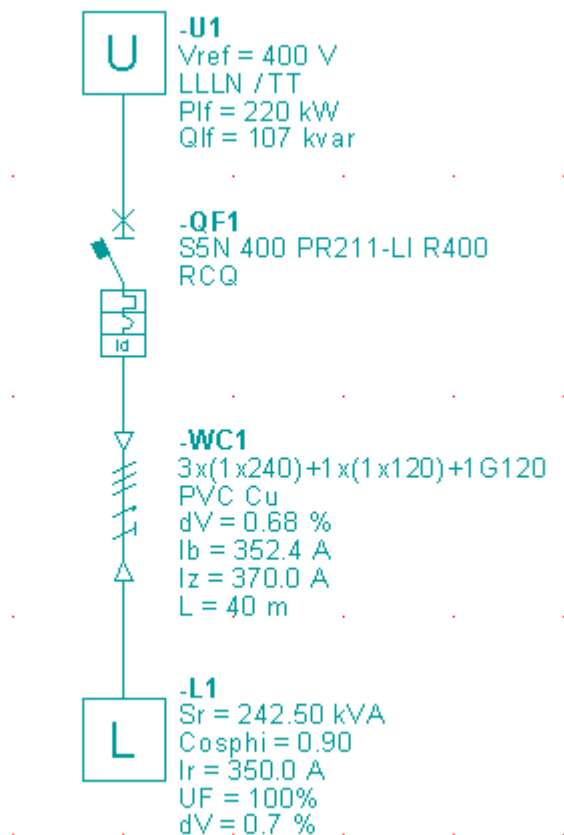 U
-U1
Vref = 400 V
LLLN / TT
Plf = 220 kW
Qlf = 107 kvar
-QF1
S5N 400 PR211-LI R400
RCQ
Id
-WC1
3x(1x240)+1x(1x120)+1G120
PVC Cu
dV = 0.68 %
Ib = 352.4 A
Iz = 370.0 A
L = 40 m
L
-L1
Sr = 242.50 kVA
Cosphi = 0.90
Ir = 350.0 A
UF = 100%
dV = 0.7 %